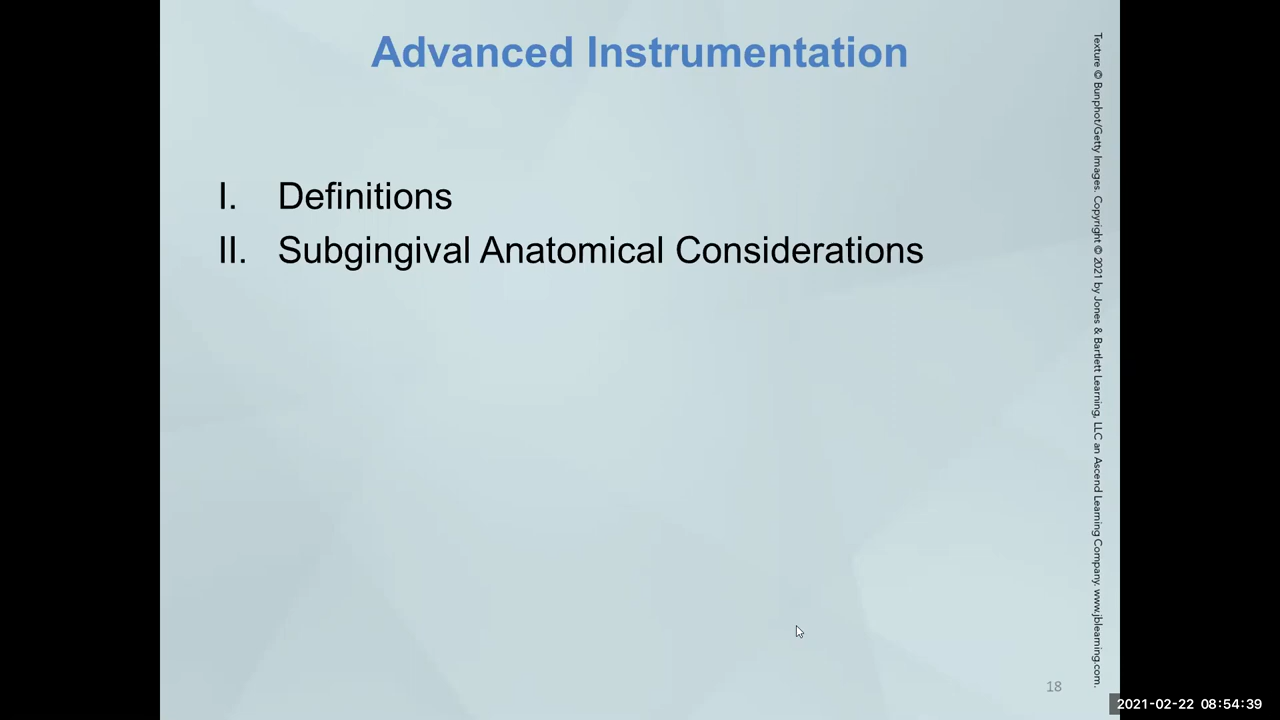 Advanced Instrumentation
I. Definitions
II. Subgingival Anatomical Considerations
Texture © Bunphot/Getty Images. Copyright © 2021 by Jones & Bartlett Learning, LLC an Ascend Learning Company. www.jblearning.com.
18
2021-02-22 08:54:39